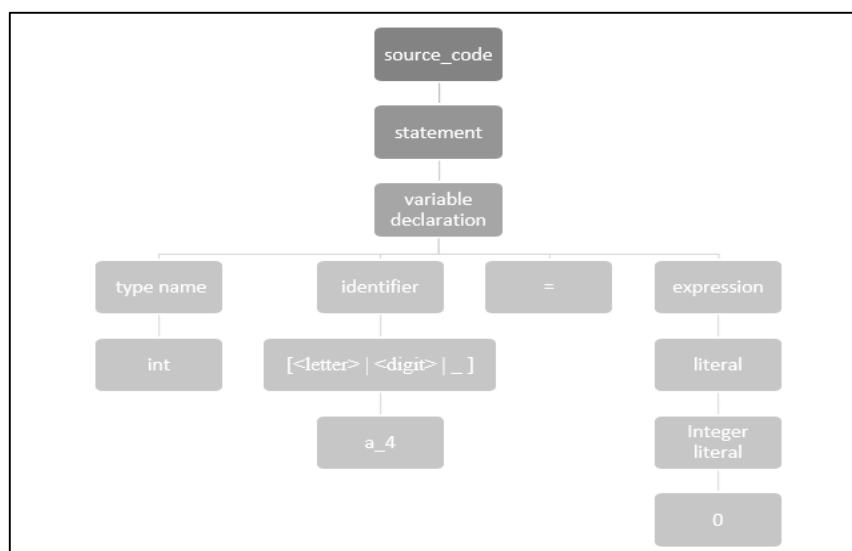 source_code
statement
variable
declaration
type name
identifier
=
expression
int
[<letter> | <digit> | _ ]
literal
a_4
Integer
literal
0